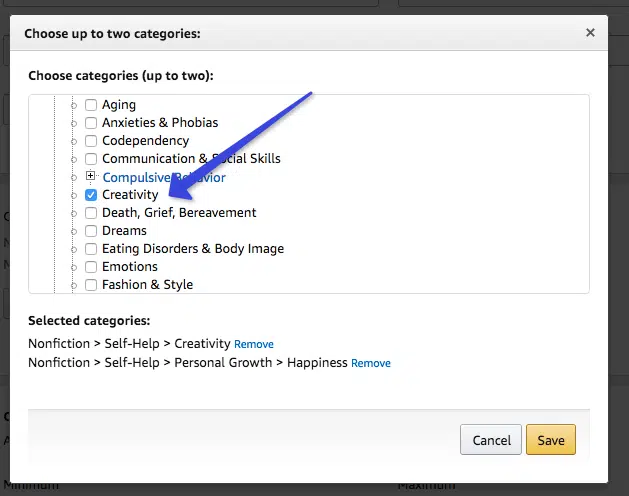 Choose up to two categories:
×
Choose categories (up to two):
Aging
Anxieties & Phobias
Codependency
Communication & Social Skills
Compulsive Behavior
Creativity
Death, Grief, Bereavement
Dreams
Eating Disorders & Body Image
Emotions
Fashion & Style
Selected categories:
Nonfiction > Self-Help > Creativity Remove
Nonfiction > Self-Help > Personal Growth > Happiness Remove
Cancel Save
Minimum Maximum